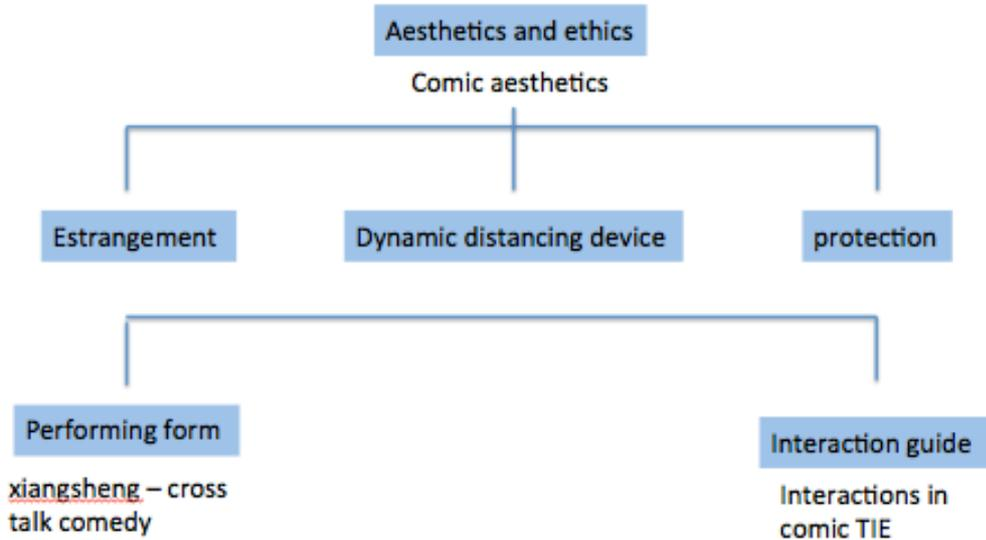 Aesthetics and ethics
Comic aesthetics
Estrangement
Dynamic distancing device
protection
Performing form
xiangsheng – cross
talk comedy
Interaction guide
Interactions in
comic TIE